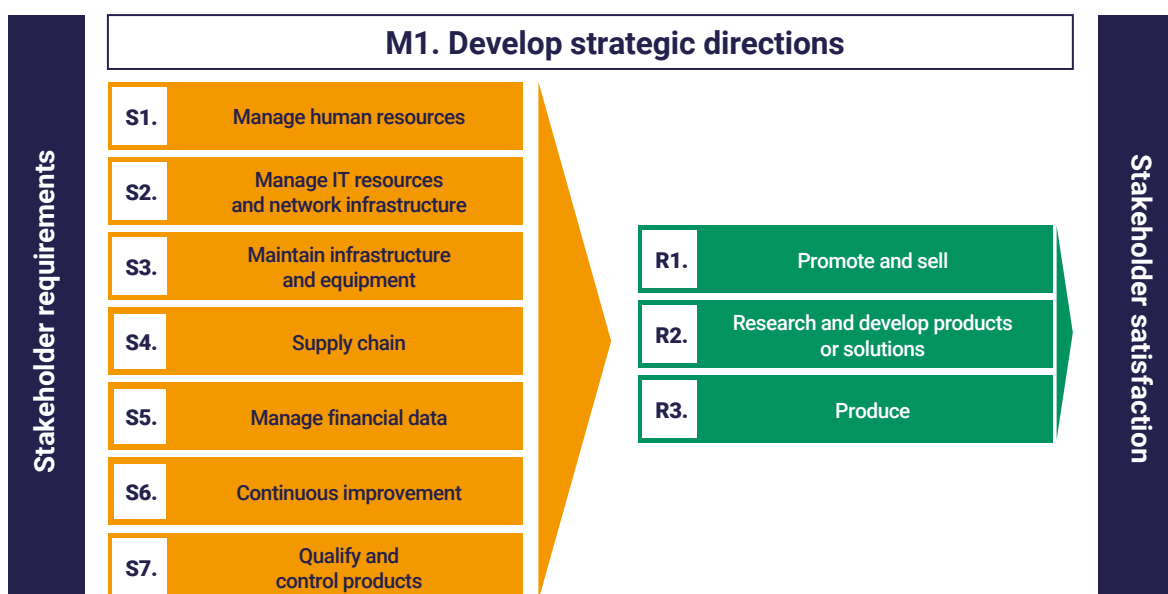 Stakeholder requirements
M1. Develop strategic directions
S1.
Manage human resources
S2.
Manage IT resources
and network infrastructure
S3.
Maintain infrastructure
and equipment
S4.
Supply chain
S5.
Manage financial data
S6.
Continuous improvement
S7.
Qualify and
control products
R1.
Promote and sell
R2.
Research and develop products
or solutions
R3.
Produce
Stakeholder satisfaction